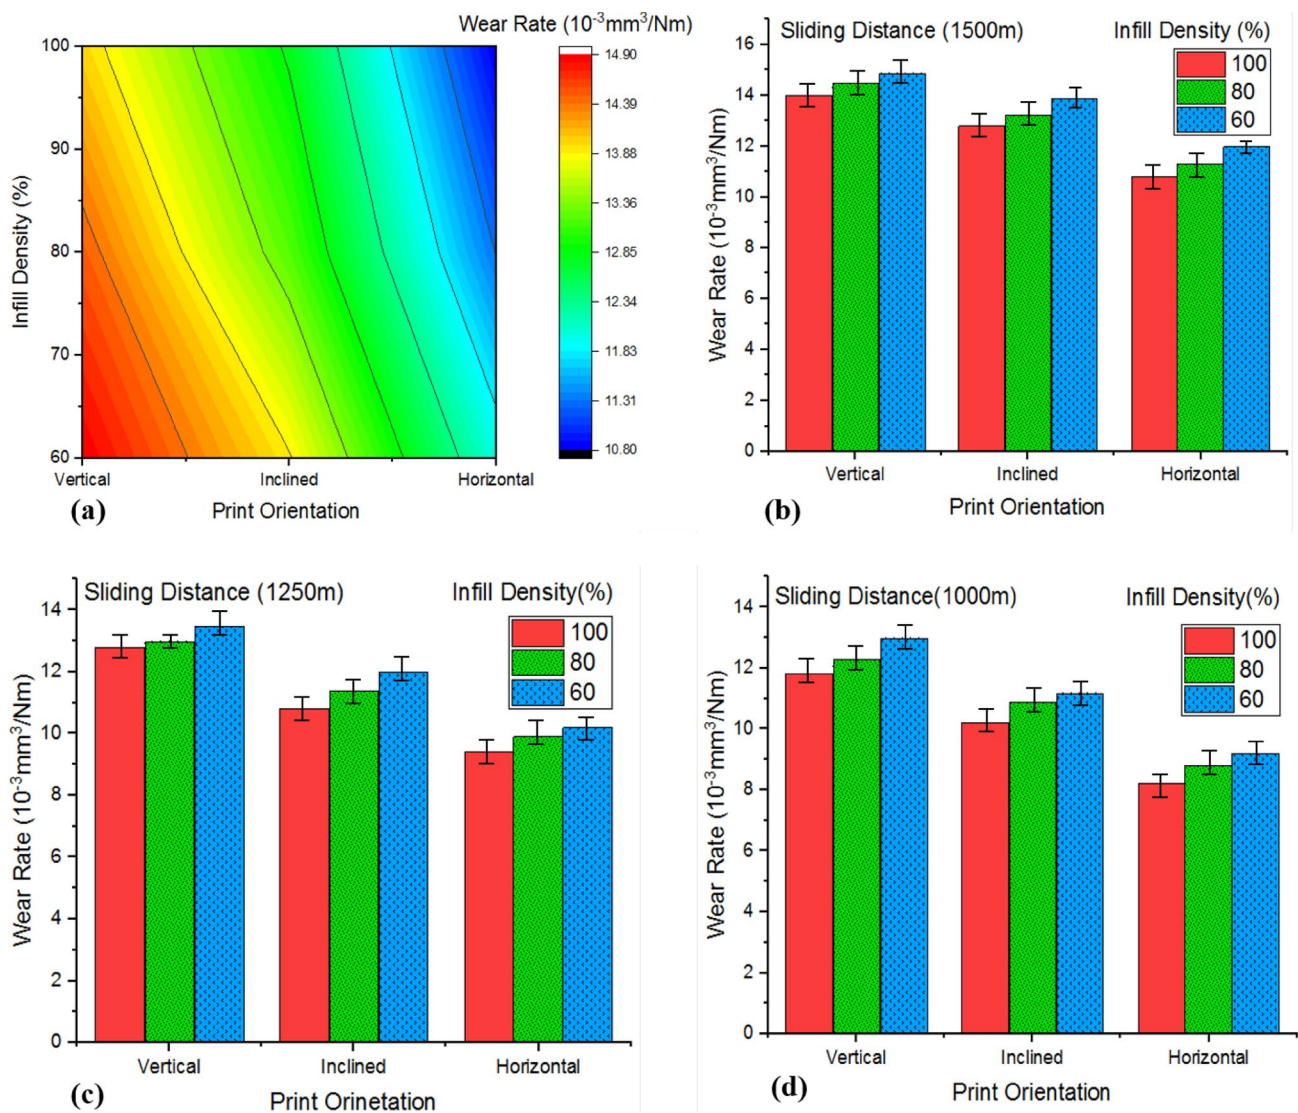 Wear Rate (10⁻³mm³/Nm)
100
90
80
70
60
Infill Density (%)
Vertical
Inclined
Horizontal
Print Orientation
14.90
14.39
13.88
13.36
12.85
12.34
11.83
11.31
10.80
(a)
Sliding Distance (1500m)
Infill Density (%)
100
80
60
16
14
12
10
8
6
4
2
0
Wear Rate (10⁻³mm³/Nm)
Vertical
Inclined
Horizontal
Print Orientation
(b)
Sliding Distance (1250m)
Infill Density(%)
100
80
60
14
12
10
8
6
4
2
0
Wear Rate (10⁻³mm³/Nm)
Vertical
Inclined
Horizontal
Print Orinetation
(c)
Sliding Distance(1000m)
Infill Density(%)
100
80
60
14
12
10
8
6
4
2
0
Wear Rate (10⁻³mm³/Nm)
Vertical
Inclined
Horizontal
Print Orientation
(d)